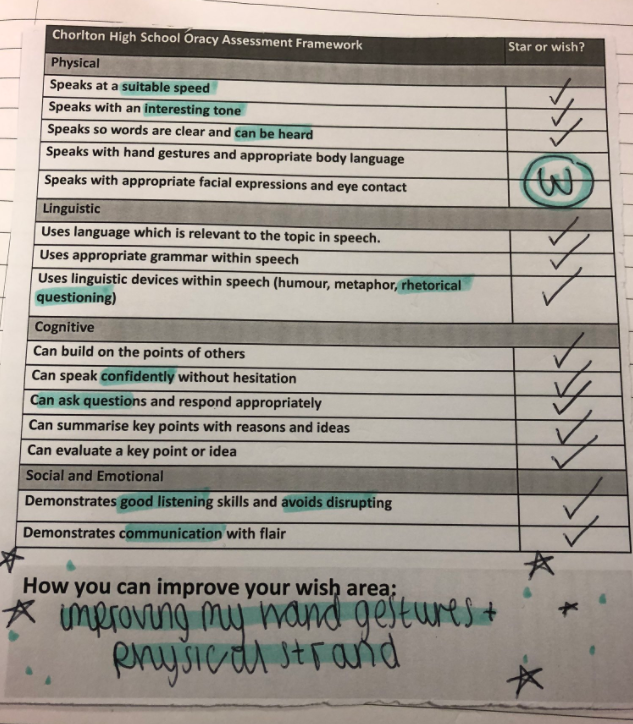 Chorlton High School Oracy Assessment Framework Star or wish?
Physical
Speaks at a suitable speed ✓
Speaks with an interesting tone ✓
Speaks so words are clear and can be heard ✓
Speaks with hand gestures and appropriate body language
W
Speaks with appropriate facial expressions and eye contact
Linguistic
Uses language which is relevant to the topic in speech. ✓
Uses appropriate grammar within speech ✓
Uses linguistic devices within speech (humour, metaphor, rhetorical
questioning) ✓
Cognitive
Can build on the points of others ✓
Can speak confidently without hesitation ✓
Can ask questions and respond appropriately ✓
Can summarise key points with reasons and ideas ✓
Can evaluate a key point or idea ✓
Social and Emotional
Demonstrates good listening skills and avoids disrupting ✓
Demonstrates communication with flair ✓
How you can improve your wish area:
improving my hand gestures +
physical strand